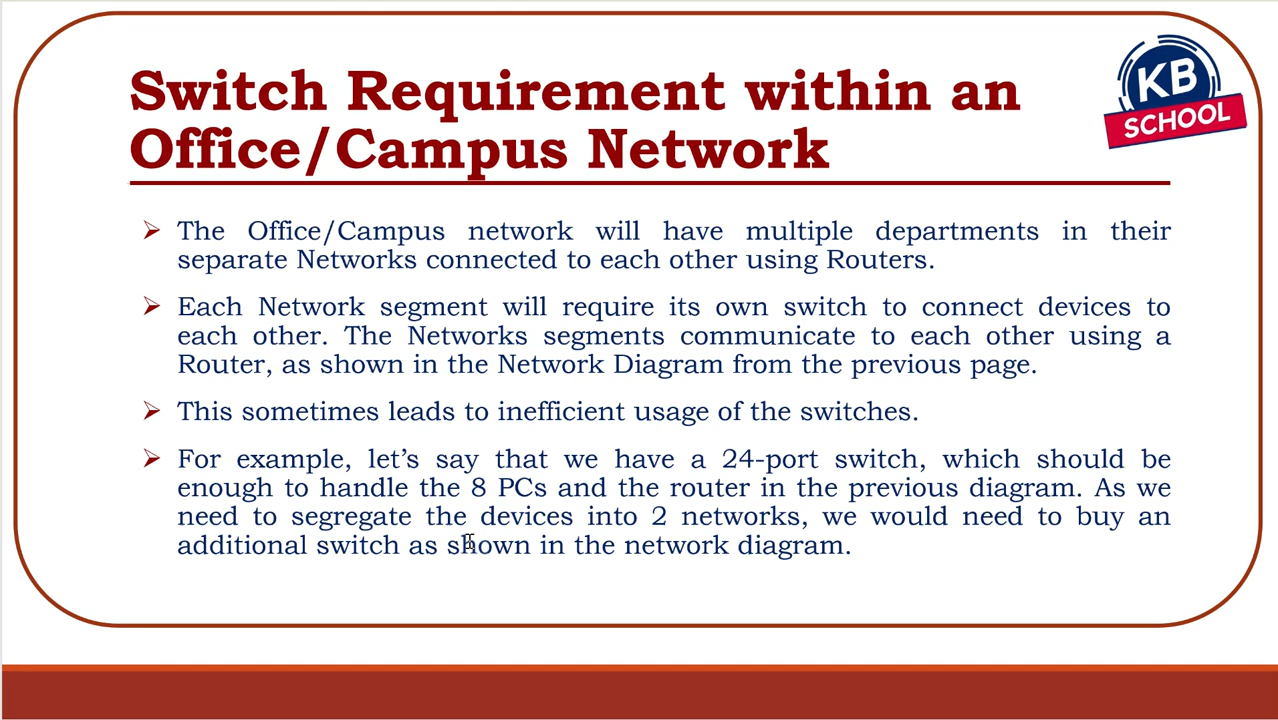 Switch Requirement within an
Office/Campus Network
KB
SCHOOL
➢ The Office/Campus network will have multiple departments in their
separate Networks connected to each other using Routers.
➢ Each Network segment will require its own switch to connect devices to
each other. The Networks segments communicate to each other using a
Router, as shown in the Network Diagram from the previous page.
➢ This sometimes leads to inefficient usage of the switches.
➢ For example, let’s say that we have a 24-port switch, which should be
enough to handle the 8 PCs and the router in the previous diagram. As we
need to segregate the devices into 2 networks, we would need to buy an
additional switch as shown in the network diagram.